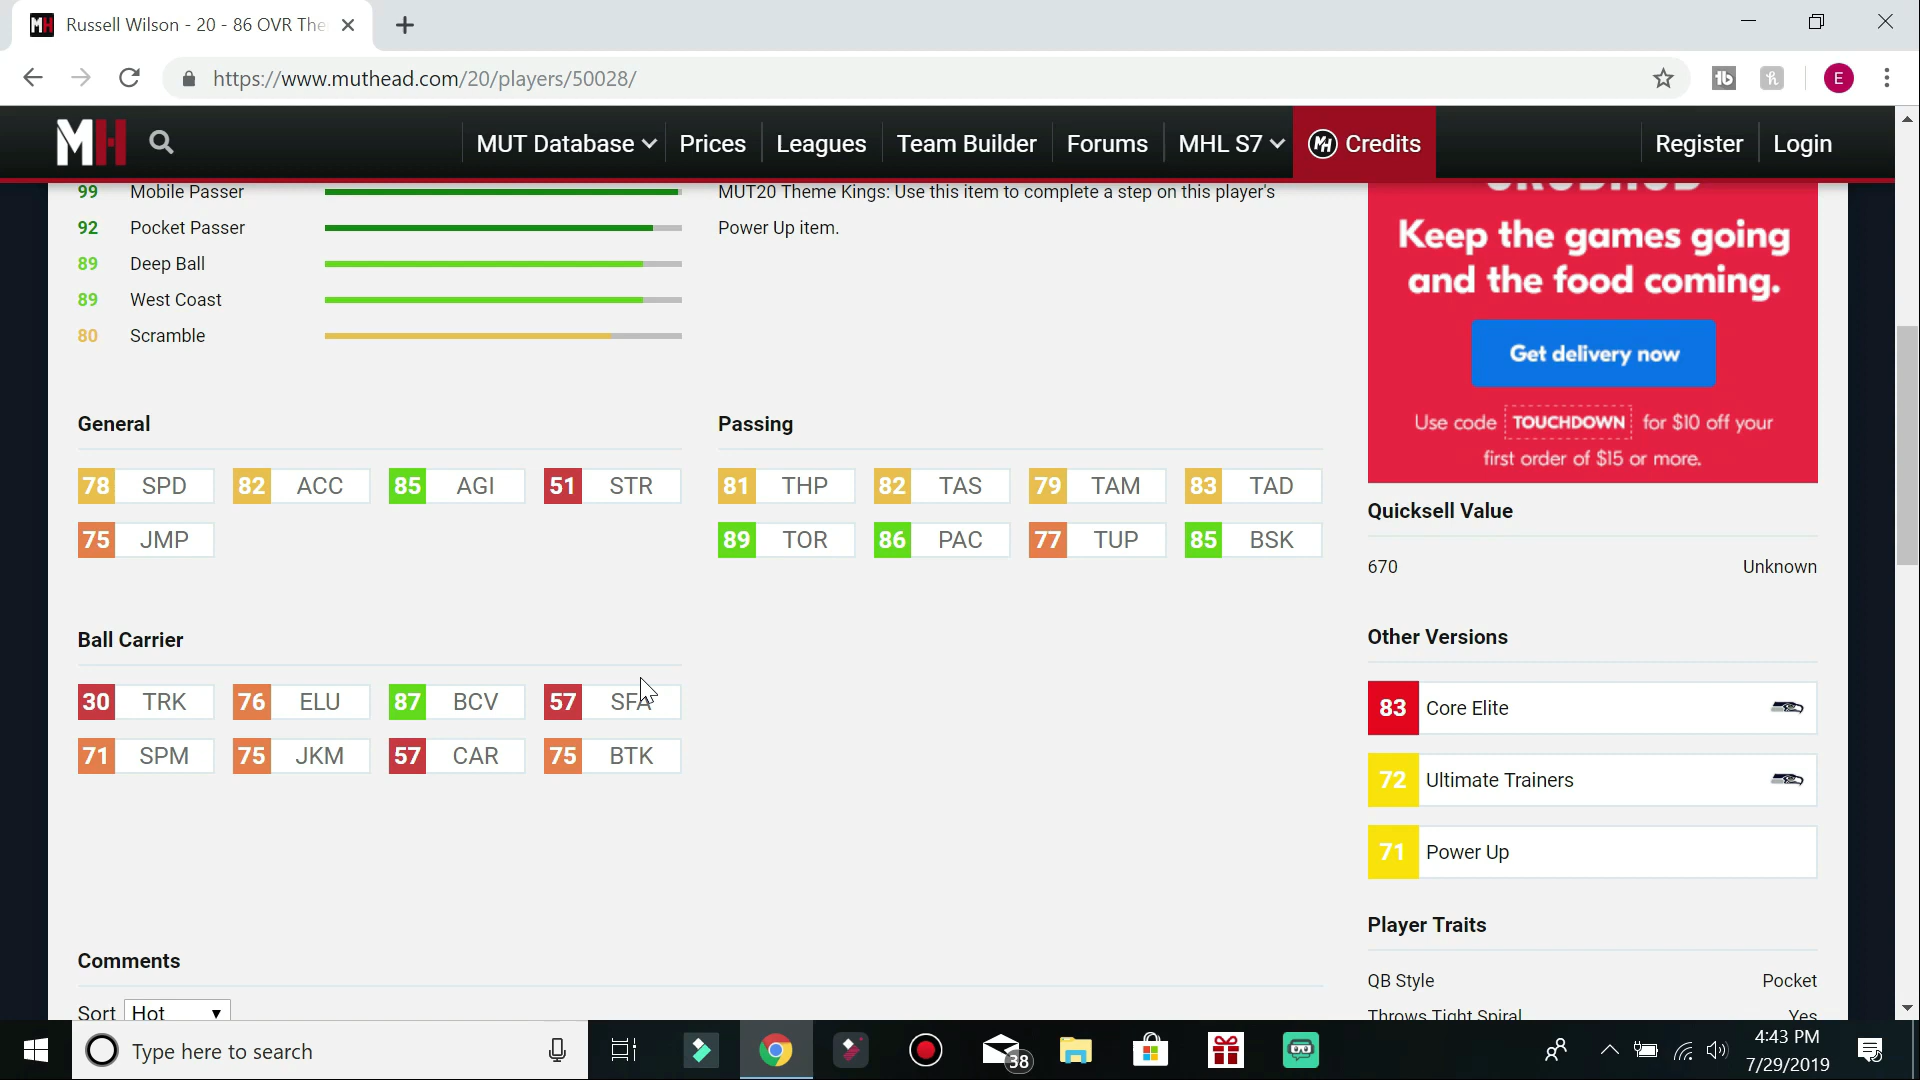 Russell Wilson - 20 - 86 OVR The
https://www.muthead.com/20/players/50028/
E
MH
MUT Database
Prices
Leagues
Team Builder
Forums
MHL S7
Credits
Register
Login
99 Mobile Passer
92 Pocket Passer
89 Deep Ball
89 West Coast
80 Scramble
MUT20 Theme Kings: Use this item to complete a step on this player's
Power Up item.
General
78 SPD 82 ACC 85 AGI 51 STR
75 JMP
Passing
81 THP 82 TAS 79 TAM 83 TAD
89 TOR 86 PAC 77 TUP 85 BSK
Ball Carrier
30 TRK 76 ELU 87 BCV 57 SFA
71 SPM 75 JKM 57 CAR 75 BTK
Comments
Sort Hot
Keep the games going
and the food coming.
Get delivery now
Use code TOUCHDOWN for $10 off your
first order of $15 or more.
Quicksell Value
670 Unknown
Other Versions
83 Core Elite
72 Ultimate Trainers
71 Power Up
Player Traits
QB Style Pocket
Throws Tight Spiral Yes
Type here to search
38
4:43 PM
7/29/2019